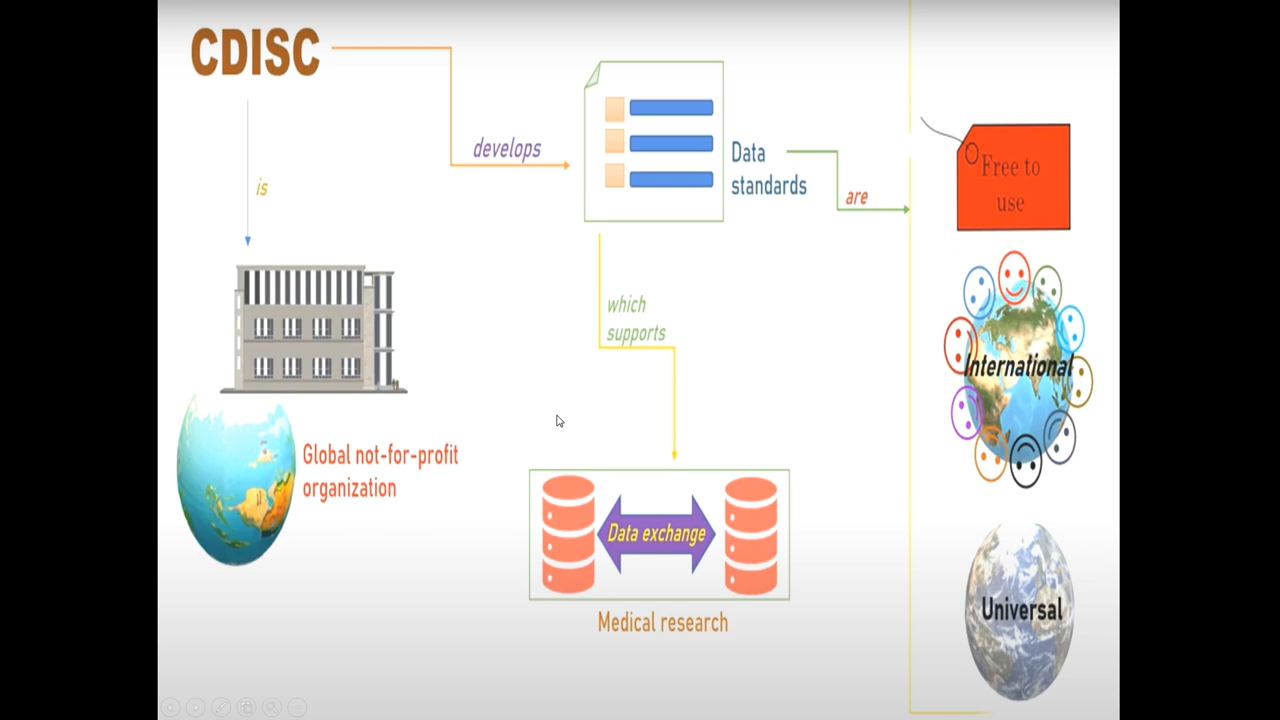 CDISC
develops
Data
standards
are
Free to
use
is
which
supports
International
Global not-for-profit
organization
Data exchange
Medical research
Universal